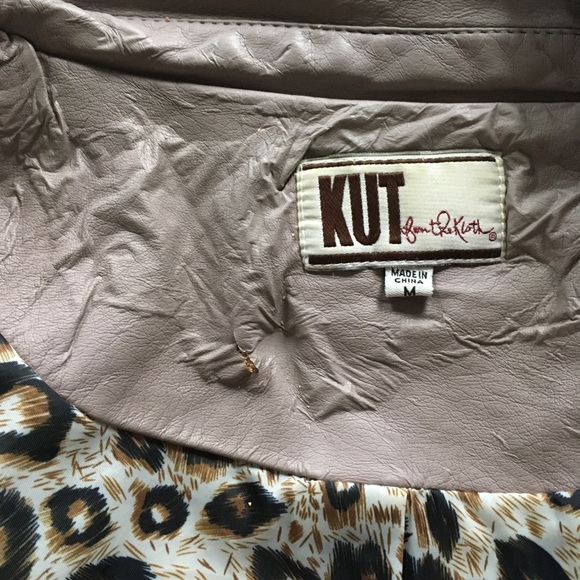 KUT from the Kloth®
MADE IN
CHINA
M